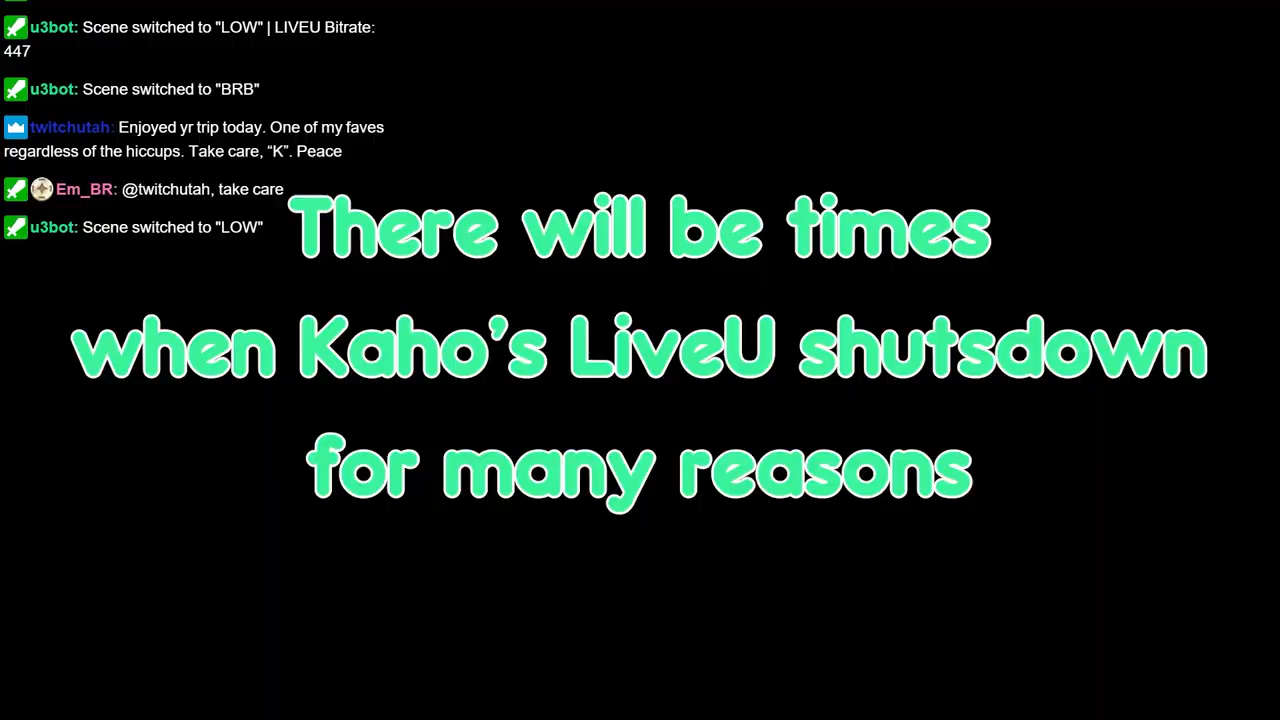 u3bot: Scene switched to "LOW" | LIVEU Bitrate:
447
u3bot: Scene switched to "BRB"
twitchutah: Enjoyed yr trip today. One of my faves
regardless of the hiccups. Take care, “K”. Peace
Em_BR: @twitchutah, take care
u3bot: Scene switched to "LOW"
There will be times
when Kaho’s LiveU shutsdown
for many reasons